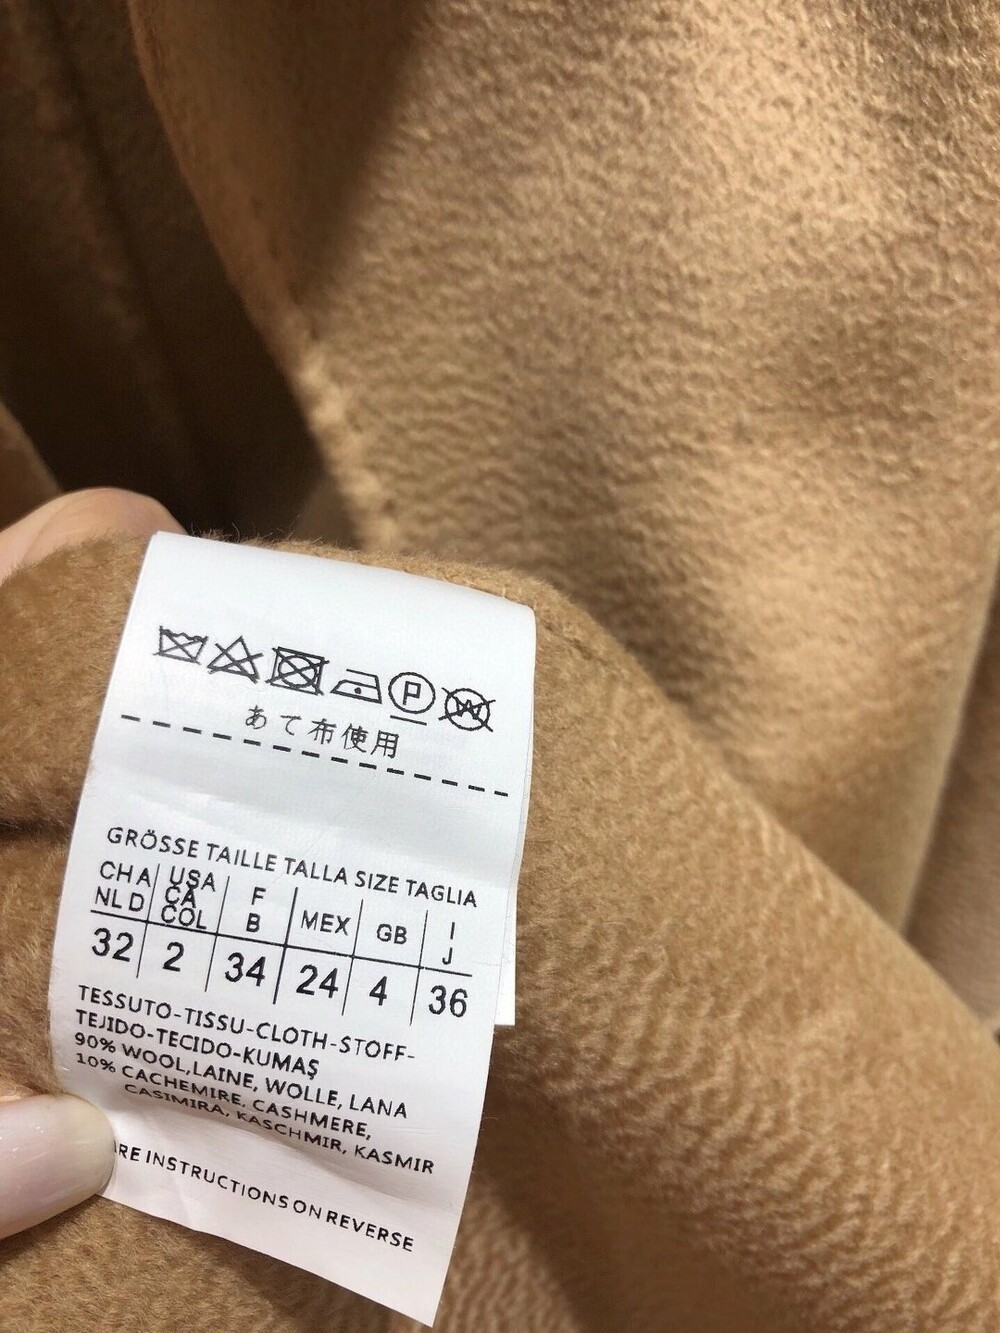 P W
あて布使用
GRÖSSE TAILLE TALLA SIZE TAGLIA
CH A NL D USA CA COL F B MEX GB I J
32 2 34 24 4 36
TESSUTO-TISSU-CLOTH-STOFF-
TEJIDO-TECIDO-KUMAŞ
90% WOOL,LAINE, WOLLE, LANA
10% CACHEMIRE, CASHMERE,
CASIMIRA, KASCHMIR, KASMIR
RE INSTRUCTIONS ON REVERSE